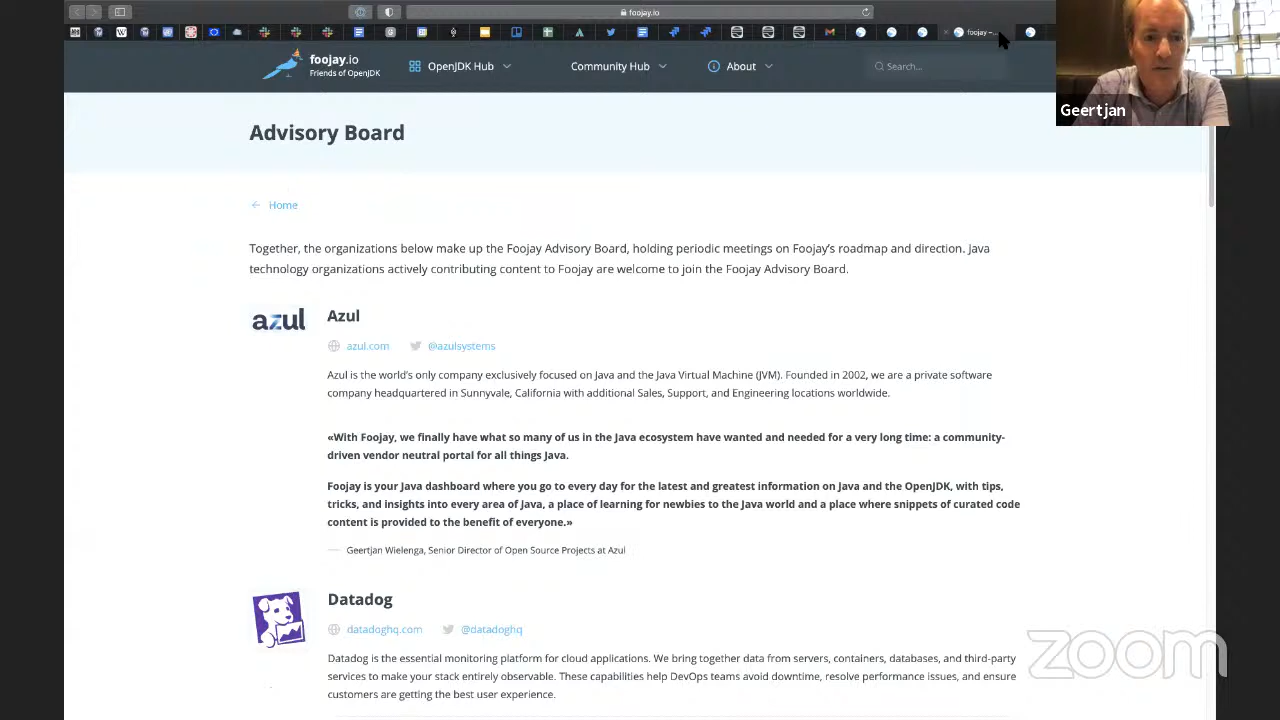 foojay.io
foojay –...
foojay.io
Friends of OpenJDK
OpenJDK Hub
Community Hub
About
Search...
Geertjan
Advisory Board
Home
Together, the organizations below make up the Foojay Advisory Board, holding periodic meetings on Foojay's roadmap and direction. Java
technology organizations actively contributing content to Foojay are welcome to join the Foojay Advisory Board.
azul
Azul
azul.com
@azulsystems
Azul is the world's only company exclusively focused on Java and the Java Virtual Machine (JVM). Founded in 2002, we are a private software
company headquartered in Sunnyvale, California with additional Sales, Support, and Engineering locations worldwide.
«With Foojay, we finally have what so many of us in the Java ecosystem have wanted and needed for a very long time: a community-
driven vendor neutral portal for all things Java.
Foojay is your Java dashboard where you go to every day for the latest and greatest information on Java and the OpenJDK, with tips,
tricks, and insights into every area of Java, a place of learning for newbies to the Java world and a place where snippets of curated code
content is provided to the benefit of everyone.»
Geertjan Wielenga, Senior Director of Open Source Projects at Azul
Datadog
datadoghq.com
@datadoghq
Datadog is the essential monitoring platform for cloud applications. We bring together data from servers, containers, databases, and third-party
services to make your stack entirely observable. These capabilities help DevOps teams avoid downtime, resolve performance issues, and ensure
customers are getting the best user experience.
zoom